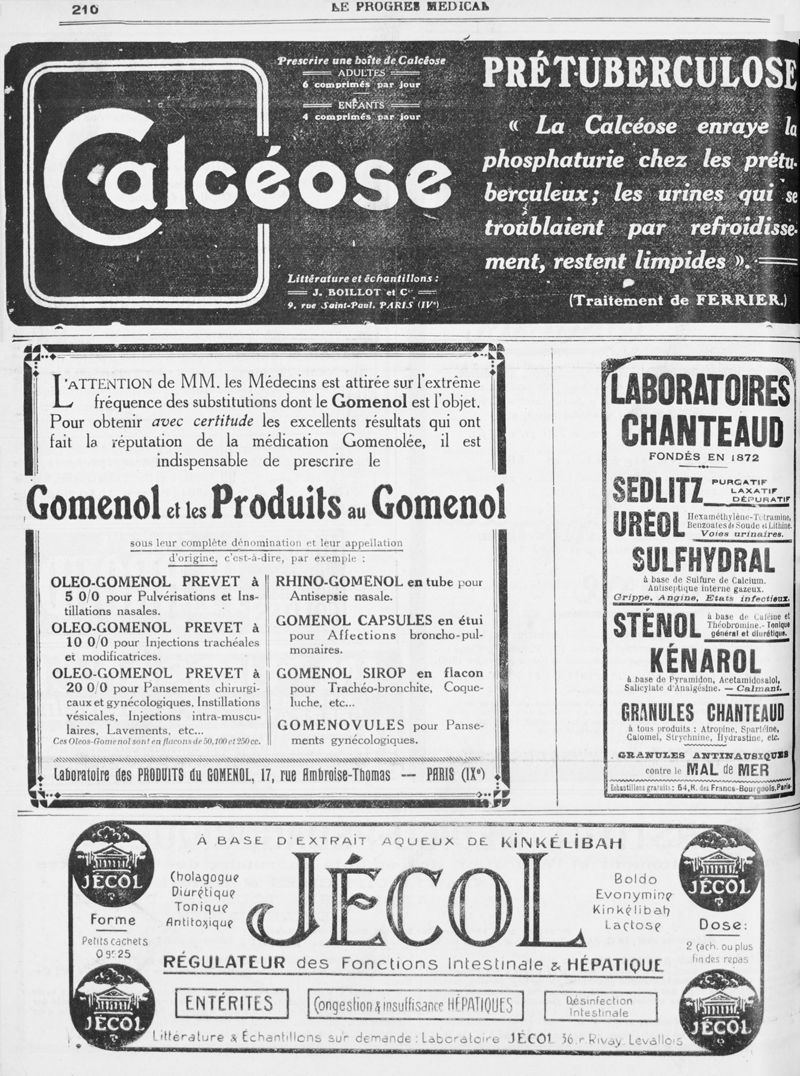 210
LE PROGRES MEDICAL
Calcéose
Prescrire une boîte de Calcéose
ADULTES
6 comprimés par jour
ENFANTS
4 comprimés par jour
Littérature et échantillons :
J. BOILLOT et Cie
9, rue Saint-Paul. PARIS (IVe)
PRÉTUBERCULOSE
« La Calcéose enraye la
phosphaturie chez les prétu-
berculeux ; les urines qui se
troublaient par refroidisse-
ment, restent limpides ».
(Traitement de FERRIER.)
L'ATTENTION de MM. les Médecins est attirée sur l'extrême
fréquence des substitutions dont le Gomenol est l'objet.
Pour obtenir avec certitude les excellents résultats qui ont
fait la réputation de la médication Gomenolée, il est
indispensable de prescrire le
Gomenol et les Produits au Gomenol
sous leur complète dénomination et leur appellation
d'origine, c'est-à-dire, par exemple :
OLEO-GOMENOL PREVET à
5 0/0 pour Pulvérisations et Ins-
tillations nasales.
OLEO-GOMENOL PREVET à
10 0/0 pour Injections trachéales
et modificatrices.
OLEO-GOMENOL PREVET à
20 0/0 pour Pansements chirurgi-
caux et gynécologiques, Instillations
vésicales, Injections intra-muscu-
laires, Lavements, etc...
Ces Oleos-Gomenol sont en flacons de 50, 100 et 250 cc.
RHINO-GOMENOL en tube pour
Antisepsie nasale.
GOMENOL CAPSULES en étui
pour Affections broncho-pul-
monaires.
GOMENOL SIROP en flacon
pour Trachéo-bronchite, Coque-
luche, etc...
GOMENOVULES pour Panse-
ments gynécologiques.
Laboratoire des PRODUITS du GOMENOL, 17, rue Ambroise-Thomas — PARIS (IXe)
LABORATOIRES
CHANTEAUD
FONDÉS EN 1872
SEDLITZ PURGATIF
LAXATIF
DÉPURATIF
URÉOL Hexaméthylène-Tétramine,
Benzoates de Soude et Lithine.
Voies urinaires.
SULFHYDRAL
à base de Sulfure de Calcium.
Antiseptique interne gazeux.
Grippe, Angine, Etats infectieux.
STÉNOL à base de Caféine et
Théobromine. - Tonique
général et diurétique.
KÉNAROL
à base de Pyramidon, Acetamidosalol,
Salicylate d'Analgésine. — Calmant.
GRANULES CHANTEAUD
à tous produits : Atropine, Spartéine,
Calomel, Strychnine, Hydrastine, etc.
GRANULES ANTINAUSIQUES
contre le MAL de MER
Echantillons gratuits : 54, R. des Francs-Bourgeois, Paris
À BASE D'EXTRAIT AQUEUX DE KINKÉLIBAH
JÉCOL
Cholagogue
Diurétique
Tonique
Antitoxique
JÉCOL
Boldo
Evonymine
Kinkélibah
Lactose
JÉCOL
Forme
Petits cachets
0 gr 25
Dose :
2 Cach. ou plus
fin des repas
RÉGULATEUR des Fonctions Intestinale & HÉPATIQUE
ENTÉRITES
Congestion & insuffisance HÉPATIQUES
Désinfection
Intestinale
JÉCOL
JÉCOL
Littérature & Échantillons sur demande : Laboratoire JÉCOL 36, r. Rivay. Levallois